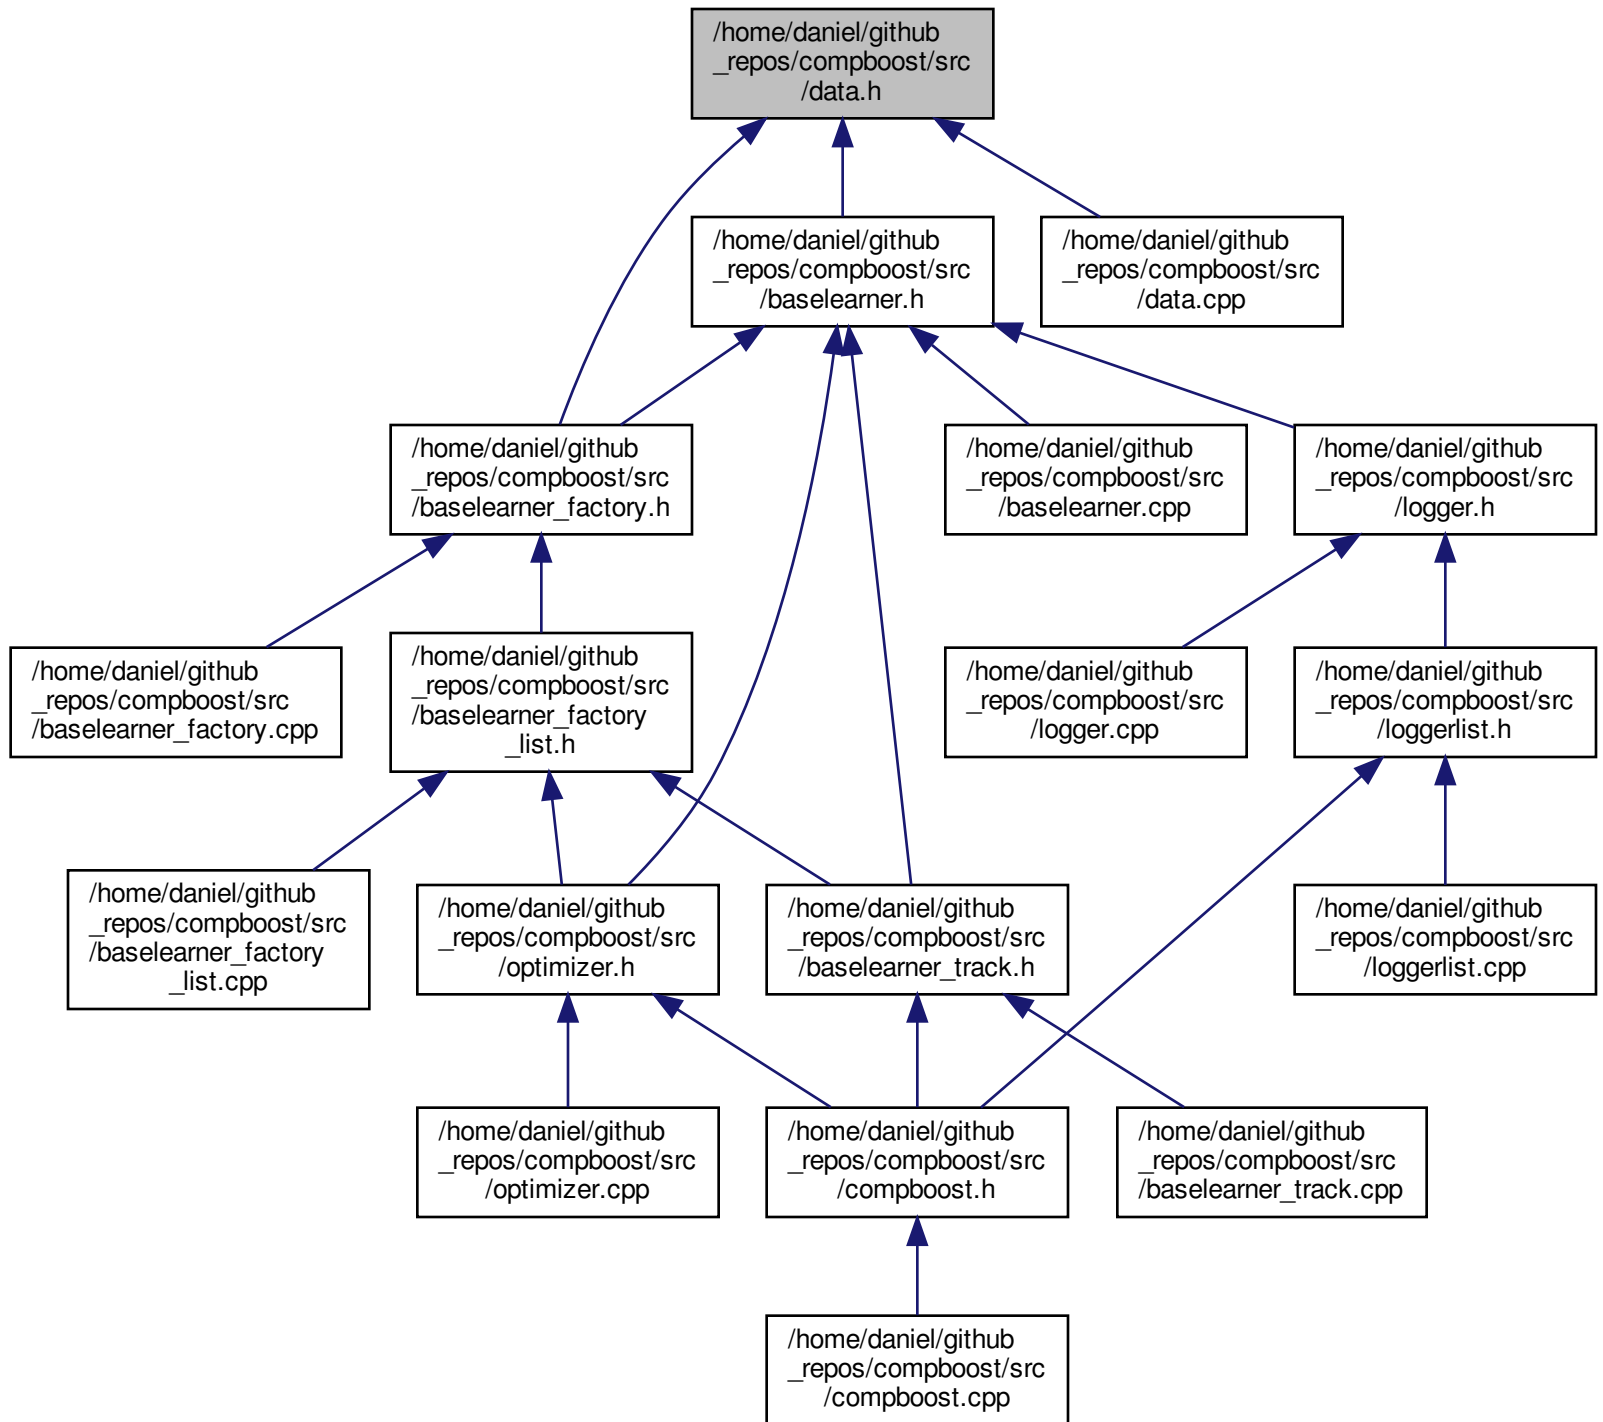 /home/daniel/github
_repos/compboost/src
/data.h
/home/daniel/github
_repos/compboost/src
/baselearner.h
/home/daniel/github
_repos/compboost/src
/data.cpp
/home/daniel/github
_repos/compboost/src
/baselearner_factory.h
/home/daniel/github
_repos/compboost/src
/baselearner.cpp
/home/daniel/github
_repos/compboost/src
/logger.h
/home/daniel/github
_repos/compboost/src
/baselearner_factory.cpp
/home/daniel/github
_repos/compboost/src
/baselearner_factory
_list.h
/home/daniel/github
_repos/compboost/src
/logger.cpp
/home/daniel/github
_repos/compboost/src
/loggerlist.h
/home/daniel/github
_repos/compboost/src
/baselearner_factory
_list.cpp
/home/daniel/github
_repos/compboost/src
/optimizer.h
/home/daniel/github
_repos/compboost/src
/baselearner_track.h
/home/daniel/github
_repos/compboost/src
/loggerlist.cpp
/home/daniel/github
_repos/compboost/src
/optimizer.cpp
/home/daniel/github
_repos/compboost/src
/compboost.h
/home/daniel/github
_repos/compboost/src
/baselearner_track.cpp
/home/daniel/github
_repos/compboost/src
/compboost.cpp